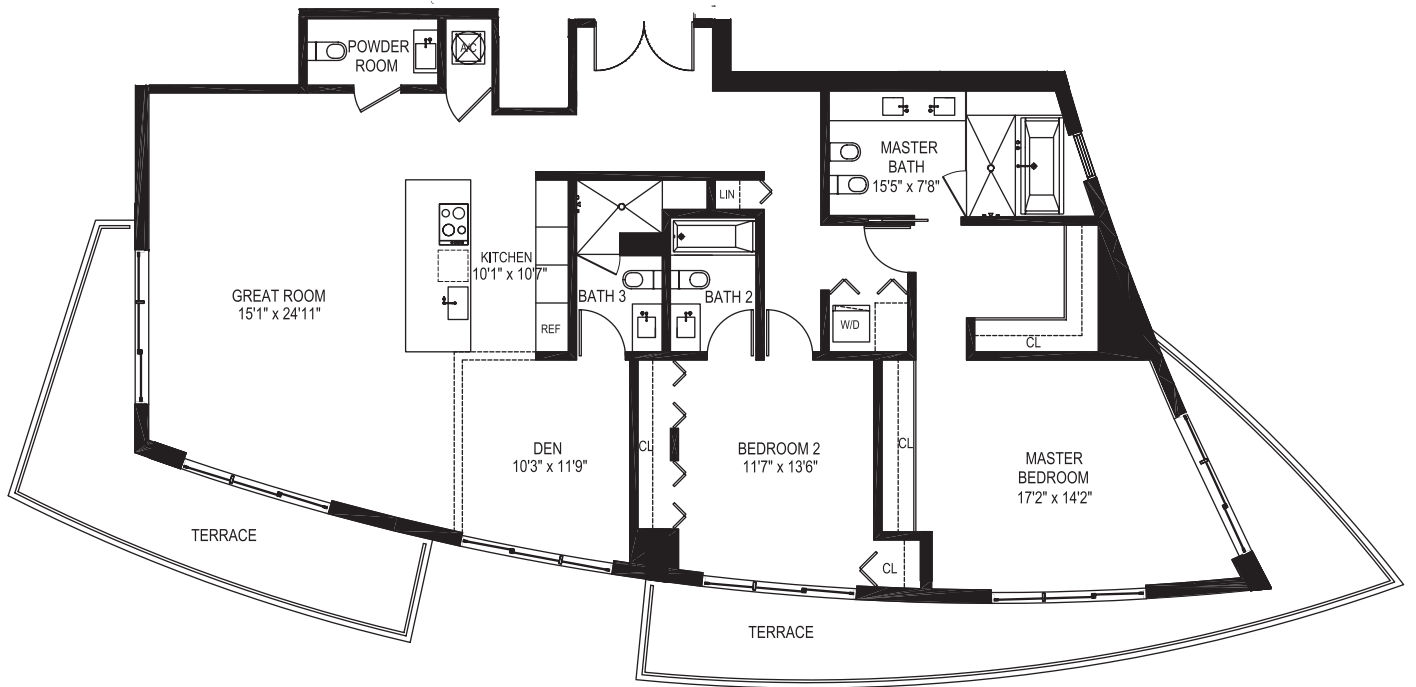 POWDER
ROOM
A/C
MASTER
BATH
15'5" x 7'8"
LIN
KITCHEN
10'1" x 10'7"
GREAT ROOM
15'1" x 24'11"
BATH 3
BATH 2
REF
W/D
CL
DEN
10'3" x 11'9"
CL
BEDROOM 2
11'7" x 13'6"
CL
MASTER
BEDROOM
17'2" x 14'2"
TERRACE
CL
TERRACE